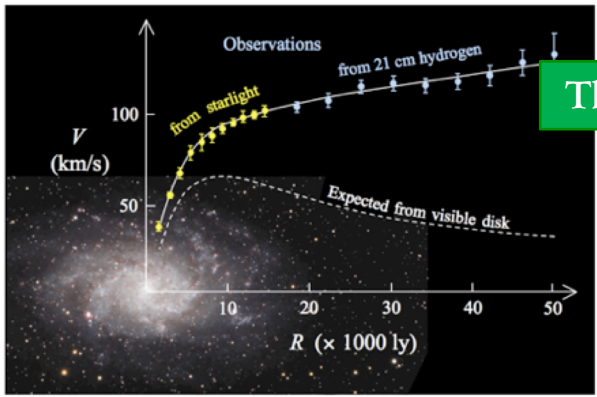 Observations
from 21 cm hydrogen
from starlight
100
V
(km/s)
50
Expected from visible disk
10
20
30
40
50
R (× 1000 ly)